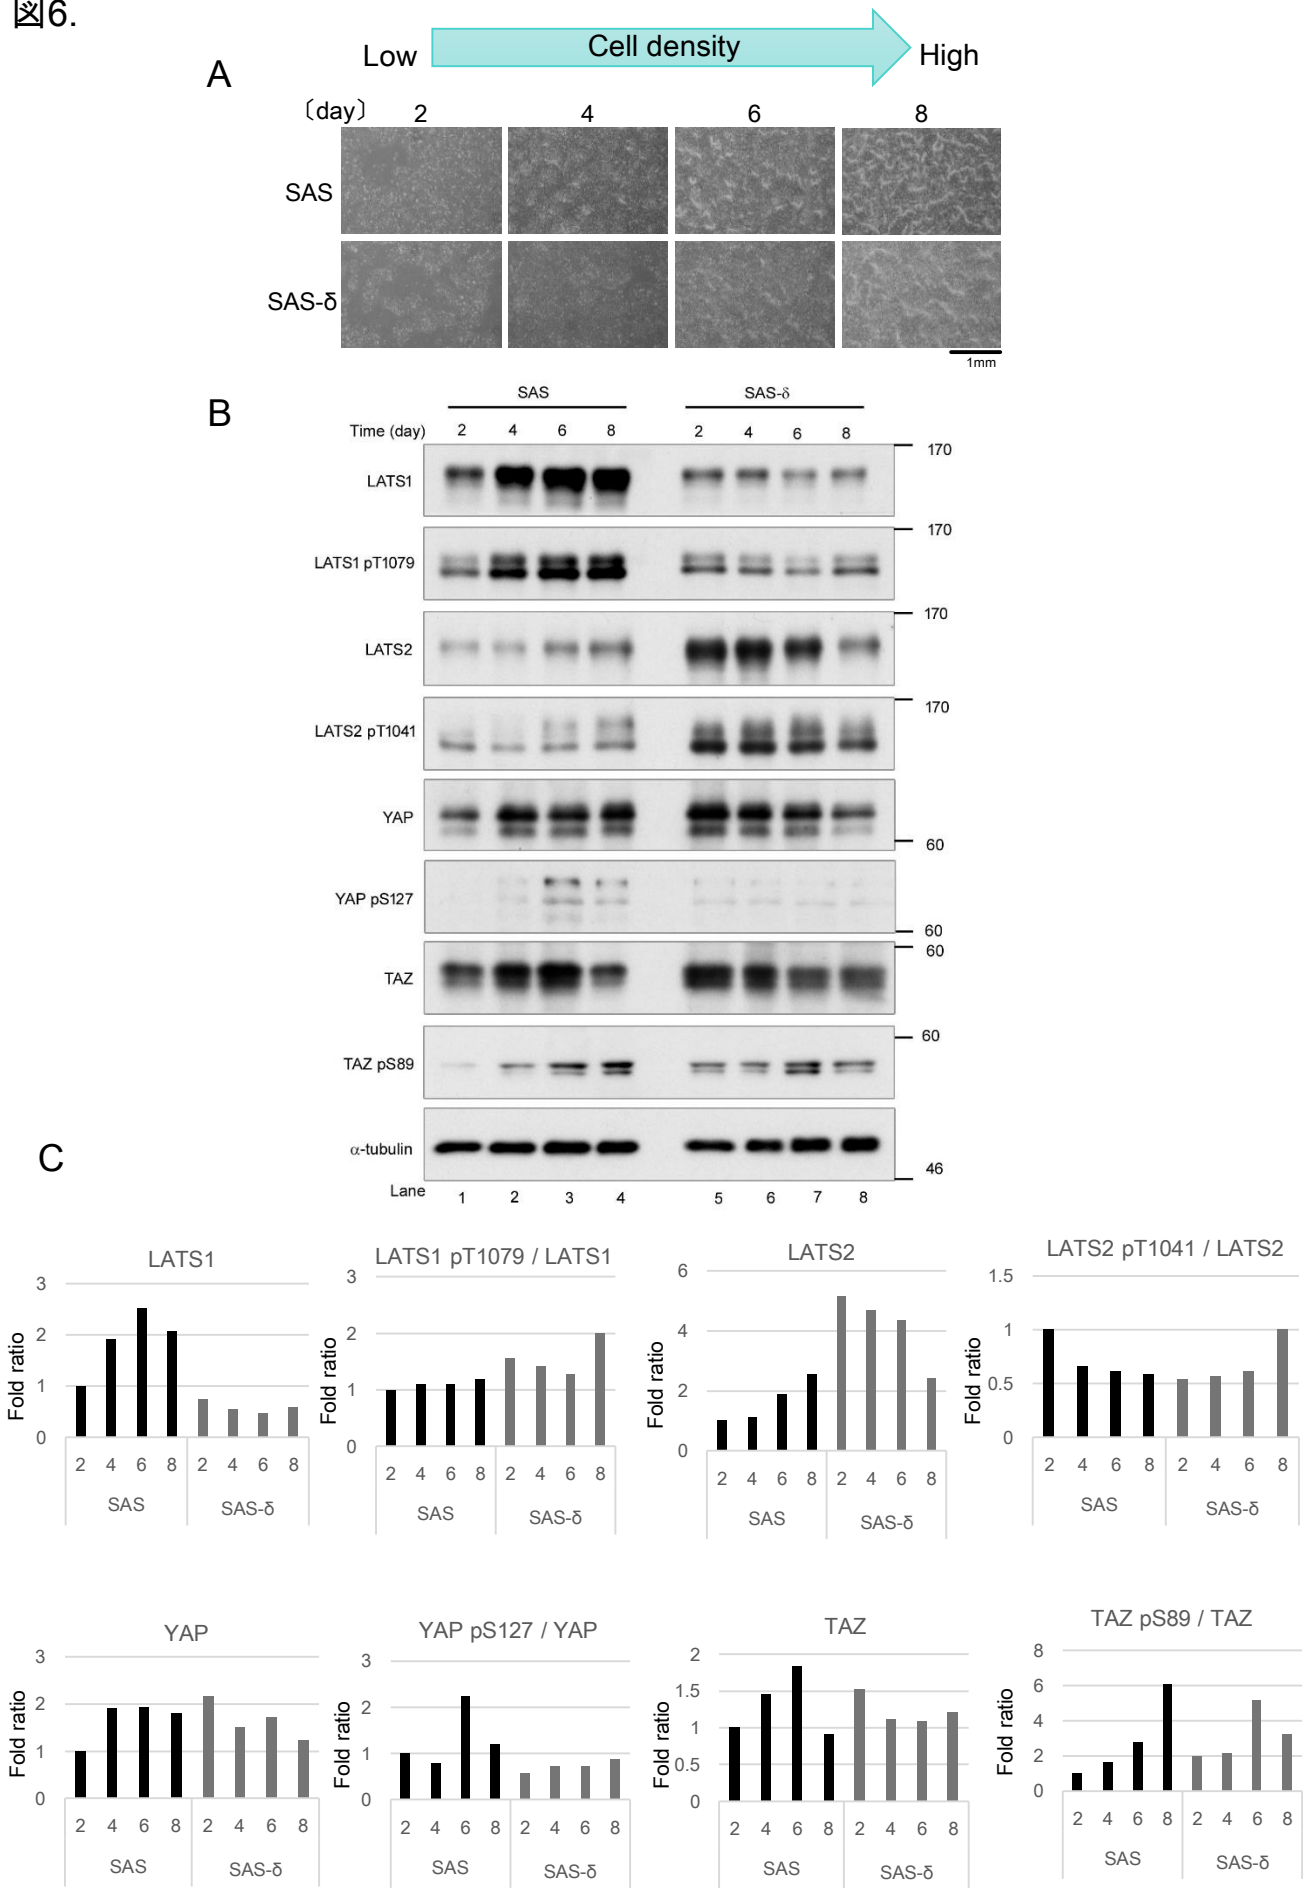 図6.
Low Cell density High
A
〔day〕 2 4 6 8
SAS
SAS-δ
1mm
B
SAS SAS-δ
Time (day) 2 4 6 8 2 4 6 8
170
LATS1
170
LATS1 pT1079
170
LATS2
170
LATS2 pT1041
YAP
60
YAP pS127
60
60
TAZ
60
TAZ pS89
α-tubulin
46
Lane 1 2 3 4 5 6 7 8
C
LATS1
Fold ratio
3
2
1
0
2 4 6 8 2 4 6 8
SAS SAS-δ
LATS1 pT1079 / LATS1
Fold ratio
3
2
1
0
2 4 6 8 2 4 6 8
SAS SAS-δ
LATS2
Fold ratio
6
4
2
0
2 4 6 8 2 4 6 8
SAS SAS-δ
LATS2 pT1041 / LATS2
Fold ratio
1.5
1
0.5
0
2 4 6 8 2 4 6 8
SAS SAS-δ
YAP
Fold ratio
3
2
1
0
2 4 6 8 2 4 6 8
SAS SAS-δ
YAP pS127 / YAP
Fold ratio
3
2
1
0
2 4 6 8 2 4 6 8
SAS SAS-δ
TAZ
Fold ratio
2
1.5
1
0.5
0
2 4 6 8 2 4 6 8
SAS SAS-δ
TAZ pS89 / TAZ
Fold ratio
8
6
4
2
0
2 4 6 8 2 4 6 8
SAS SAS-δ